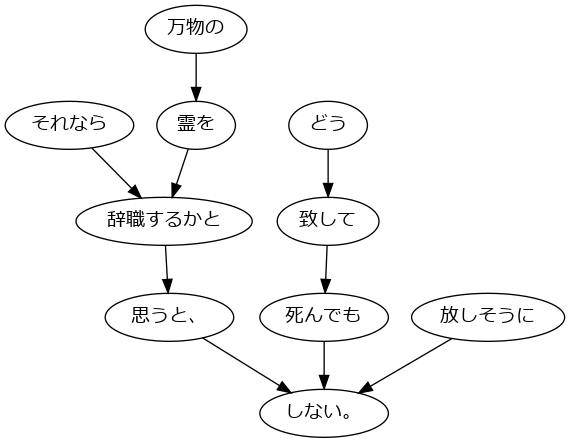 万物の
それなら
霊を
どう
辞職するかと
致して
思うと、
死んでも
放しそうに
しない。